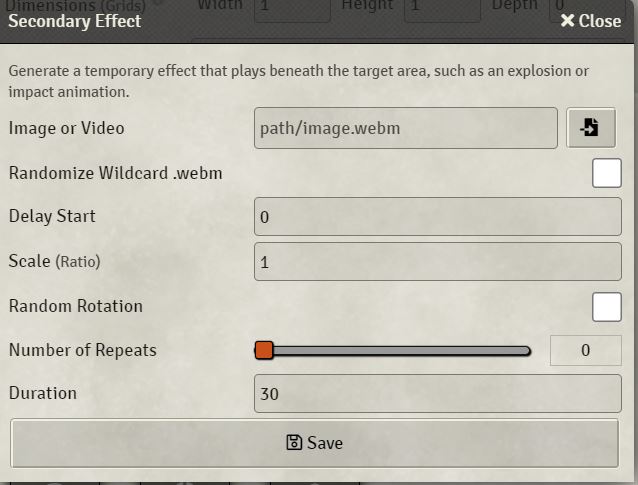 Dimensions (Grids) Width 1 Height 1 Depth 0
Secondary Effect Close
Generate a temporary effect that plays beneath the target area, such as an explosion or
impact animation.
Image or Video path/image.webm
Randomize Wildcard .webm
Delay Start 0
Scale (Ratio) 1
Random Rotation
Number of Repeats 0
Duration 30
Save